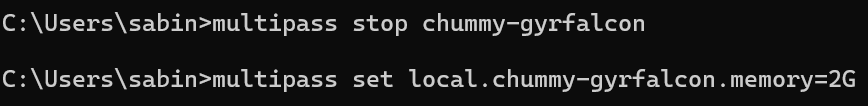 C:\Users\sabin>multipass stop chummy-gyrfalcon
C:\Users\sabin>multipass set local.chummy-gyrfalcon.memory=2G